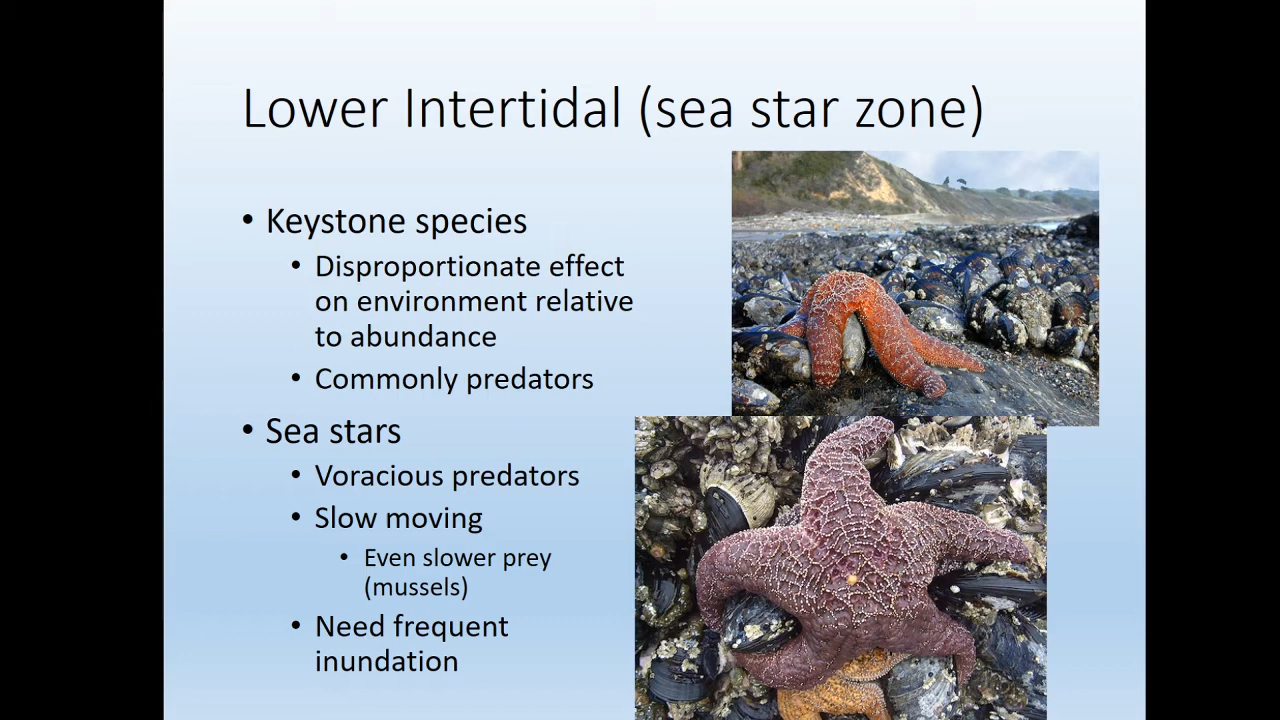 Lower Intertidal (sea star zone)
• Keystone species
• Disproportionate effect
on environment relative
to abundance
• Commonly predators
• Sea stars
• Voracious predators
• Slow moving
• Even slower prey
(mussels)
• Need frequent
inundation